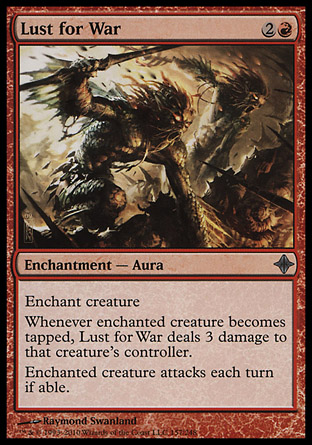 Lust for War 2
Enchantment — Aura
Enchant creature
Whenever enchanted creature becomes
tapped, Lust for War deals 3 damage to
that creature's controller.
Enchanted creature attacks each turn
if able.
Raymond Swanland